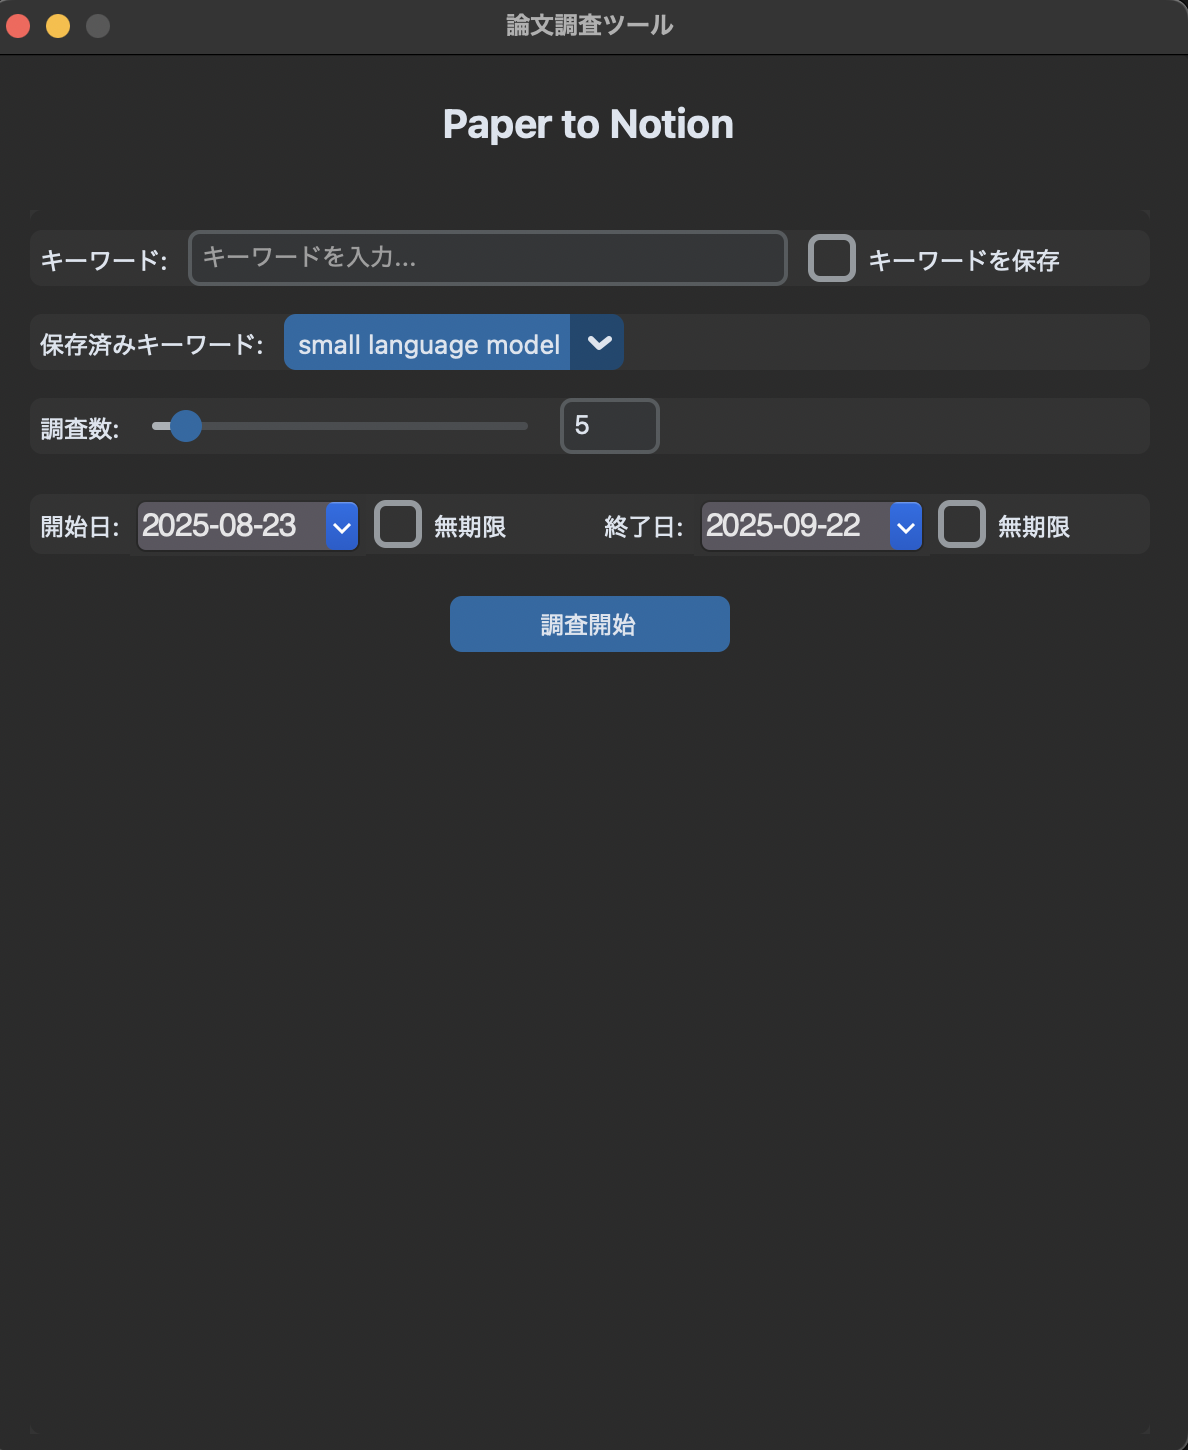 論文調査ツール
Paper to Notion
キーワード: キーワードを入力... キーワードを保存
保存済みキーワード: small language model
調査数: 5
開始日: 2025-08-23 無期限 終了日: 2025-09-22 無期限
調査開始